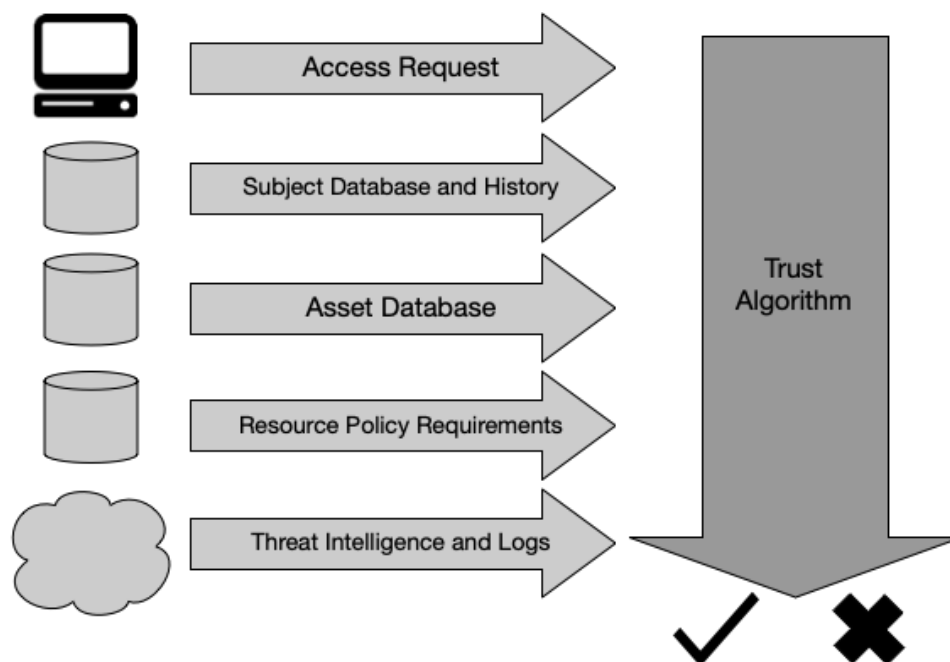 Access Request
Subject Database and History
Asset Database
Resource Policy Requirements
Threat Intelligence and Logs
Trust
Algorithm